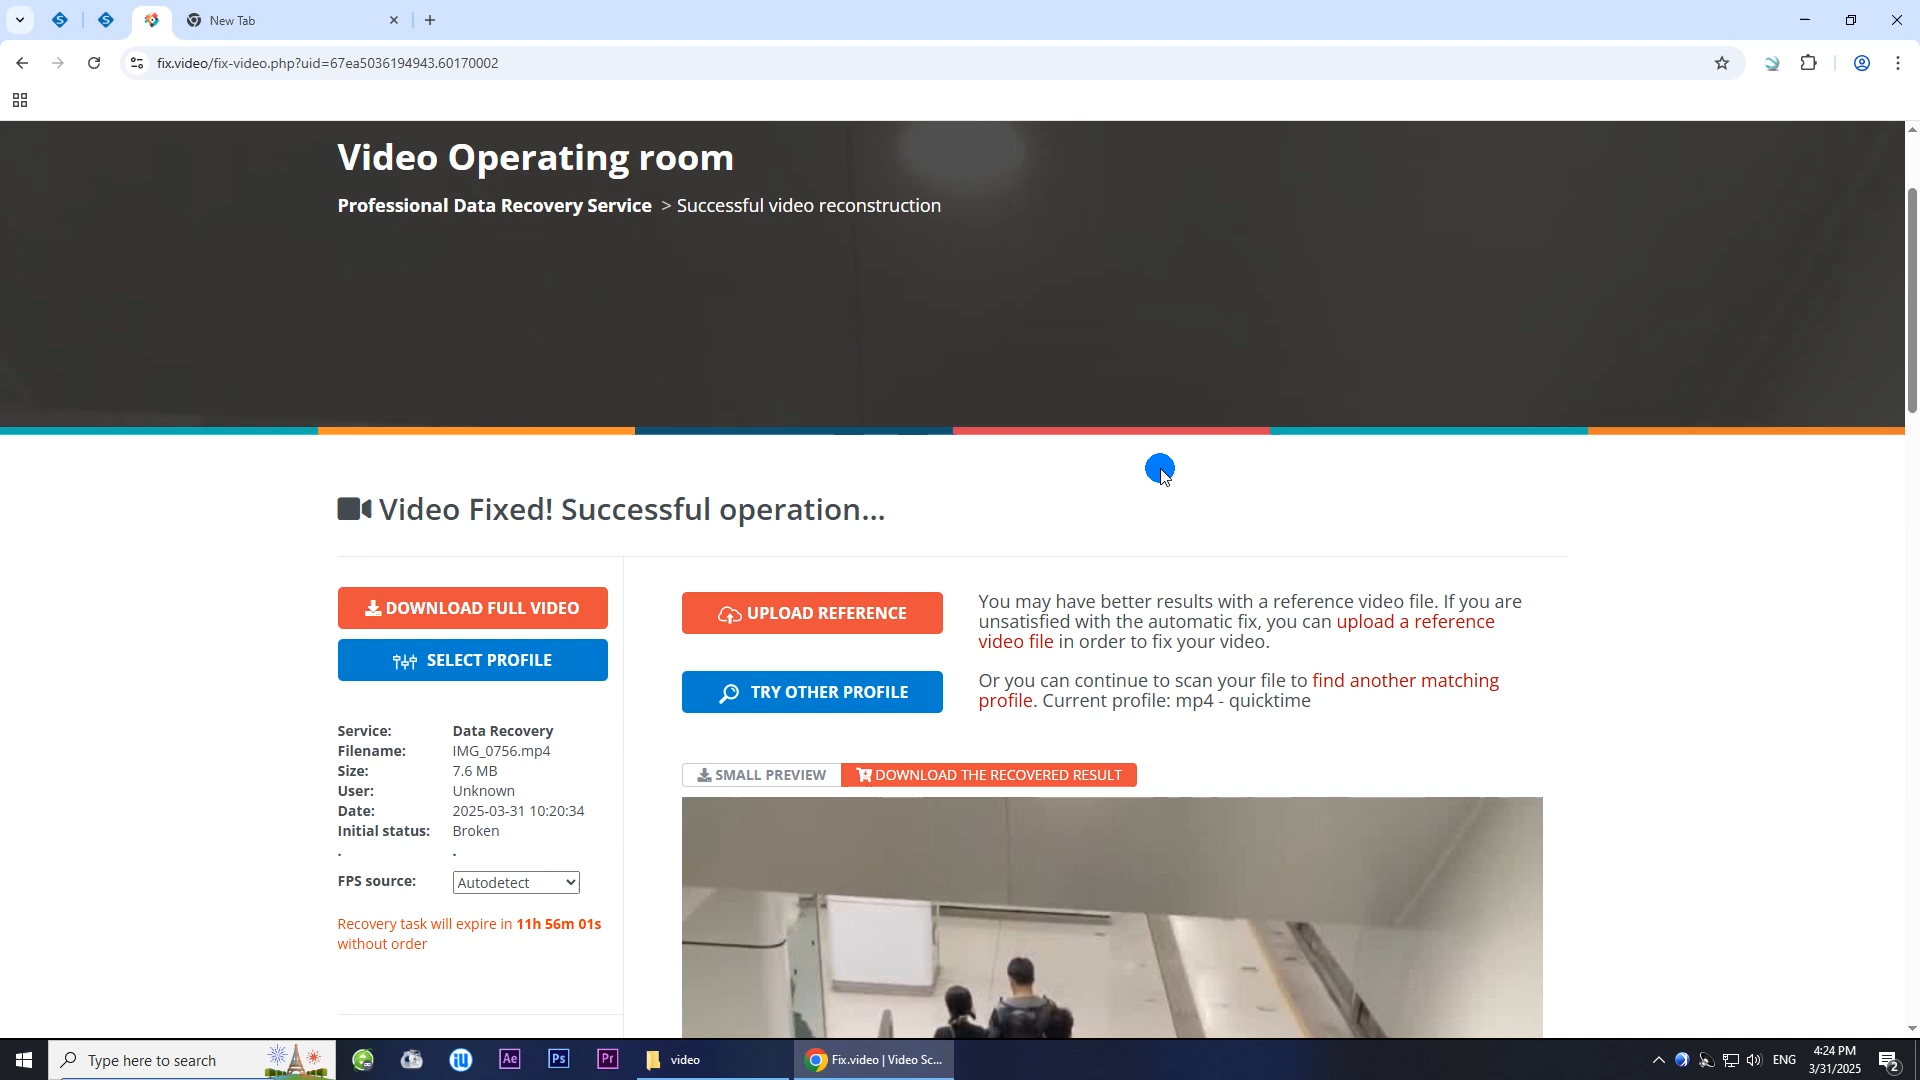 New Tab
fix.video/fix-video.php?uid=67ea5036194943.60170002
Video Operating room
Professional Data Recovery Service > Successful video reconstruction
Video Fixed! Successful operation...
DOWNLOAD FULL VIDEO
SELECT PROFILE
UPLOAD REFERENCE
You may have better results with a reference video file. If you are
unsatisfied with the automatic fix, you can upload a reference
video file in order to fix your video.
TRY OTHER PROFILE
Or you can continue to scan your file to find another matching
profile. Current profile: mp4 - quicktime
Service: Data Recovery
Filename: IMG_0756.mp4
Size: 7.6 MB
User: Unknown
Date: 2025-03-31 10:20:34
Initial status: Broken
. .
FPS source: Autodetect
Recovery task will expire in 11h 56m 01s
without order
SMALL PREVIEW DOWNLOAD THE RECOVERED RESULT
Type here to search
Ae
Ps
Pr
video
Fix.video | Video Sc...
ENG
4:24 PM
3/31/2025
2